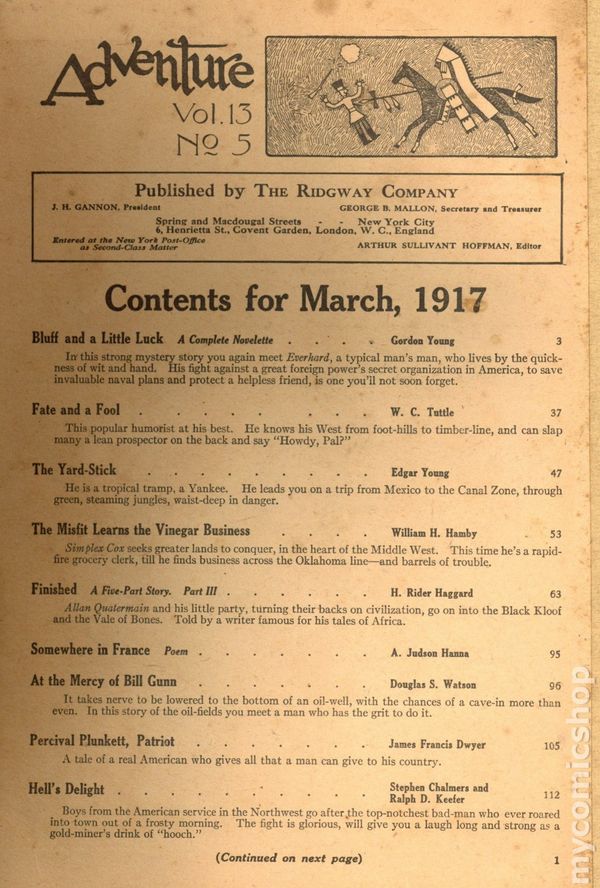 Adventure
Vol. 13
No 5
Published by THE RIDGWAY COMPANY
J. H. GANNON, President GEORGE B. MALLON, Secretary and Treasurer
Spring and Macdougal Streets - - New York City
6, Henrietta St., Covent Garden, London, W. C., England
Entered at the New York Post-Office
as Second-Class Matter ARTHUR SULLIVANT HOFFMAN, Editor
Contents for March, 1917
Bluff and a Little Luck A Complete Novelette . . . . Gordon Young 3
In this strong mystery story you again meet Everhard, a typical man's man, who lives by the quick-
ness of wit and hand. His fight against a great foreign power's secret organization in America, to save
invaluable naval plans and protect a helpless friend, is one you'll not soon forget.
Fate and a Fool . . . . . . . . W. C. Tuttle 37
This popular humorist at his best. He knows his West from foot-hills to timber-line, and can slap
many a lean prospector on the back and say "Howdy, Pal?"
The Yard-Stick . . . . . . . . . Edgar Young 47
He is a tropical tramp, a Yankee. He leads you on a trip from Mexico to the Canal Zone, through
green, steaming jungles, waist-deep in danger.
The Misfit Learns the Vinegar Business . . . . William H. Hamby 53
Simplex Cox seeks greater lands to conquer, in the heart of the Middle West. This time he's a rapid-
fire grocery clerk, till he finds business across the Oklahoma line—and barrels of trouble.
Finished A Five-Part Story. Part III . . . . . . H. Rider Haggard 63
Allan Quatermain and his little party, turning their backs on civilization, go on into the Black Kloof
and the Vale of Bones. Told by a writer famous for his tales of Africa.
Somewhere in France Poem . . . . . . . A. Judson Hanna 95
At the Mercy of Bill Gunn . . . . . . . Douglas S. Watson 96
It takes nerve to be lowered to the bottom of an oil-well, with the chances of a cave-in more than
even. In this story of the oil-fields you meet a man who has the grit to do it.
Percival Plunkett, Patriot . . . . . . . James Francis Dwyer 105
A tale of a real American who gives all that a man can give to his country.
Hell's Delight . . . . . . . . . . Stephen Chalmers and
Ralph D. Keefer 112
Boys from the American service in the Northwest go after the top-notchest bad-man who ever roared
into town out of a frosty morning. The fight is glorious, will give you a laugh long and strong as a
gold-miner's drink of "hooch."
(Continued on next page) 1
mycomicshop